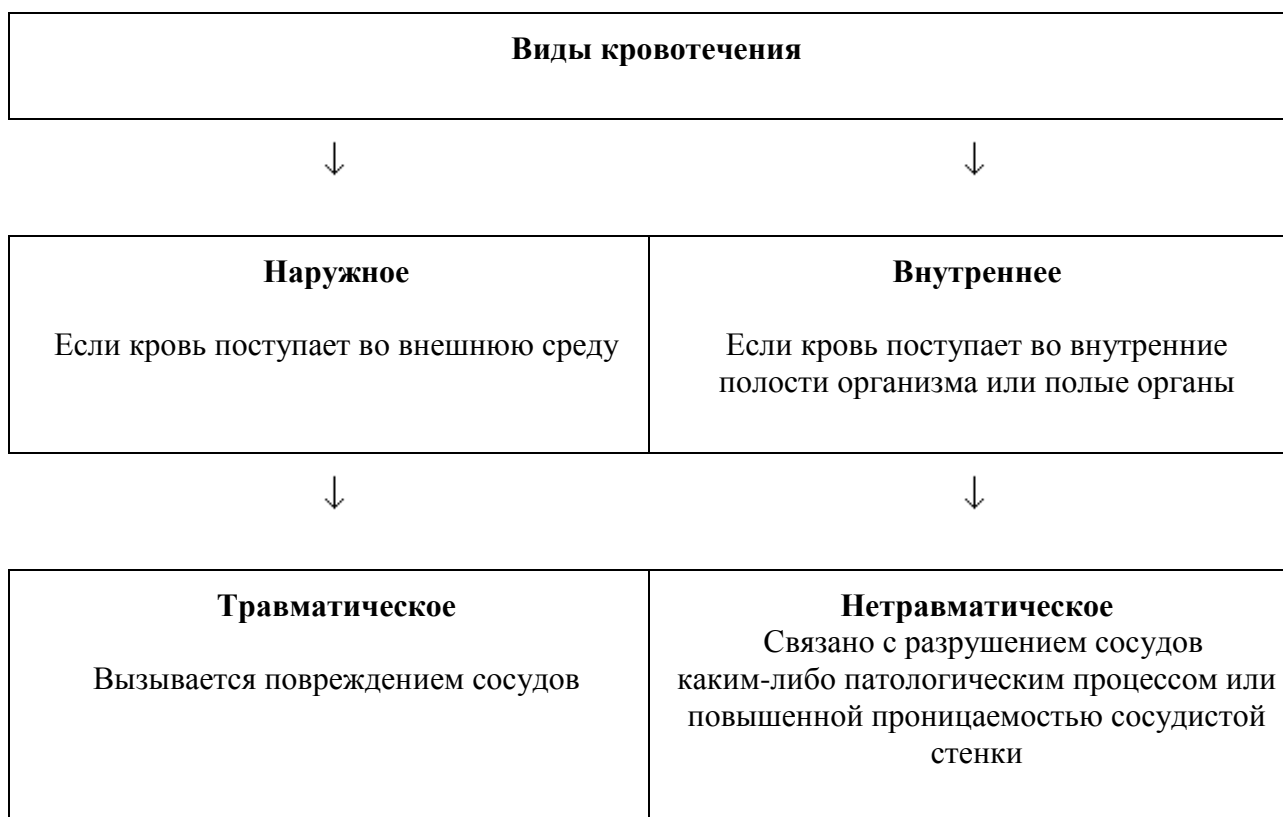 Виды кровотечения
↓ ↓
Наружное
Если кровь поступает во внешнюю среду
Внутреннее
Если кровь поступает во внутренние
полости организма или полые органы
↓ ↓
Травматическое
Вызывается повреждением сосудов
Нетравматическое
Связано с разрушением сосудов
каким-либо патологическим процессом или
повышенной проницаемостью сосудистой
стенки